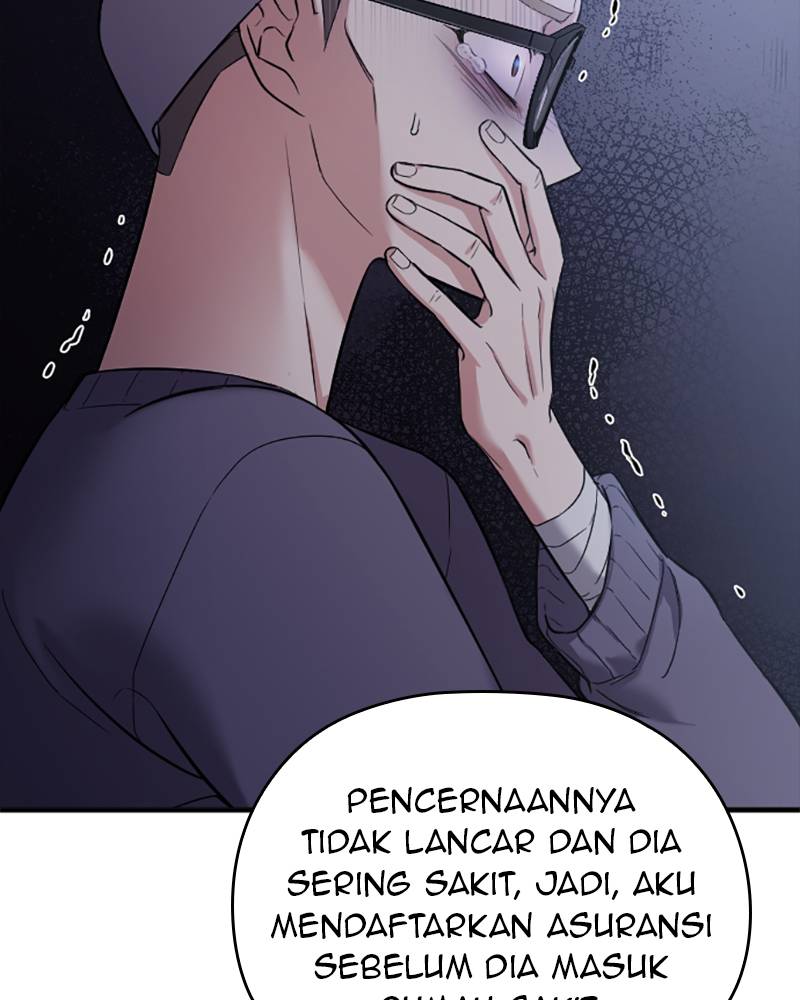 PENCERNAANNYA
TIDAK LANCAR DAN DIA
SERING SAKIT, JADI, AKU
MENDAFTARKAN ASURANSI
SEBELUM DIA MASUK